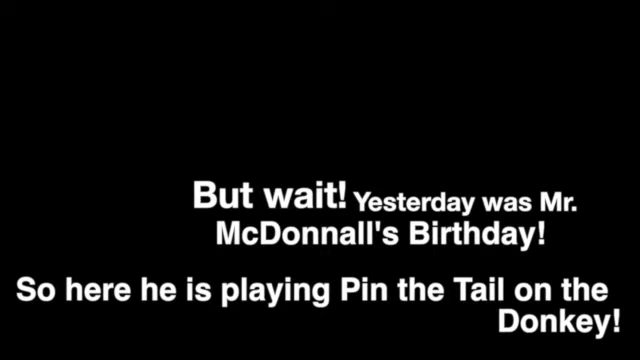 But wait! Yesterday was Mr.
McDonnall's Birthday!
So here he is playing Pin the Tail on the
Donkey!